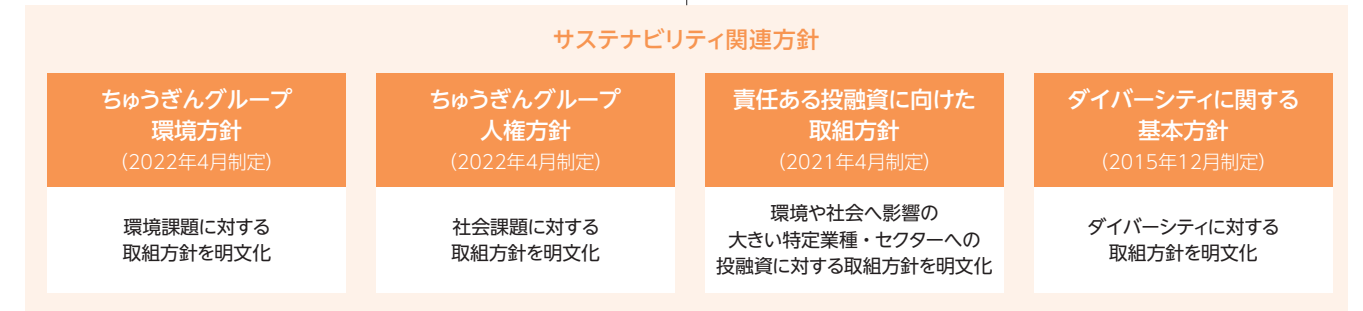 サステナビリティ関連方針
ちゅうぎんグループ
環境方針
(2022年4月制定)
環境課題に対する
取組方針を明文化
ちゅうぎんグループ
人権方針
(2022年4月制定)
社会課題に対する
取組方針を明文化
責任ある投融資に向けた
取組方針
(2021年4月制定)
環境や社会へ影響の
大きい特定業種・セクターへの
投融資に対する取組方針を明文化
ダイバーシティに関する
基本方針
(2015年12月制定)
ダイバーシティに対する
取組方針を明文化